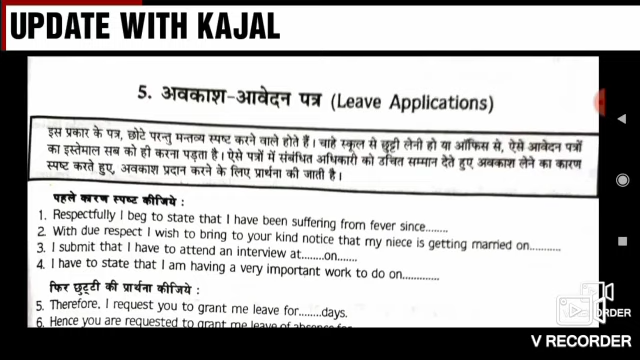 UPDATE WITH KAJAL
5. अवकाश-आवेदन पत्र (Leave Applications)
इस प्रकार के पत्र, छोटे परन्तु मन्तव्य स्पष्ट करने वाले होते हैं। चाहे स्कूल से छुट्टी लेनी हो या ऑफिस से, ऐसे आवेदन पत्रों
का इस्तेमाल सब को ही करना पड़ता है। ऐसे पत्रों में संबंधित अधिकारी को उचित सम्मान देते हुए अवकाश लेने का कारण
स्पष्ट करते हुए, अवकाश प्रदान करने के लिए प्रार्थना की जाती है।
पहले कारण स्पष्ट कीजिये :
1. Respectfully I beg to state that I have been suffering from fever since........
2. With due respect I wish to bring to your kind notice that my niece is getting married on...........
3. I submit that I have to attend an interview at........on.......
4. I have to state that I am having a very important work to do on.............
फिर छुट्टी की प्रार्थना कीजिये :
5. Therefore, I request you to grant me leave for........days.
6. Hence you are requested to grant me leave of absence for
V RECORDER